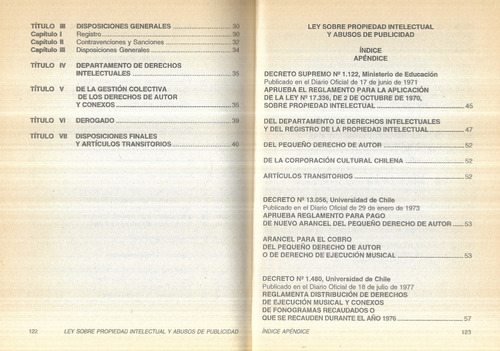 TÍTULO III DISPOSICIONES GENERALES 30
Capítulo I Registro 30
Capítulo II Contravenciones y Sanciones 32
Capítulo III Disposiciones Generales 34
TÍTULO IV DEPARTAMENTO DE DERECHOS
INTELECTUALES 35
TÍTULO V DE LA GESTIÓN COLECTIVA
DE LOS DERECHOS DE AUTOR
Y CONEXOS 36
TÍTULO VI DEROGADO 39
TÍTULO VII DISPOSICIONES FINALES
Y ARTÍCULOS TRANSITORIOS 40
122 LEY SOBRE PROPIEDAD INTELECTUAL Y ABUSOS DE PUBLICIDAD
LEY SOBRE PROPIEDAD INTELECTUAL
Y ABUSOS DE PUBLICIDAD
ÍNDICE
APÉNDICE
DECRETO SUPREMO Nº 1.122, Ministerio de Educación
Publicado en el Diario Oficial de 17 de junio de 1971
APRUEBA EL REGLAMENTO PARA LA APLICACIÓN
DE LA LEY Nº 17.336, DE 2 DE OCTUBRE DE 1970,
SOBRE PROPIEDAD INTELECTUAL 45
DEL DEPARTAMENTO DE DERECHOS INTELECTUALES
Y DEL REGISTRO DE LA PROPIEDAD INTELECTUAL 47
DEL PEQUEÑO DERECHO DE AUTOR 52
DE LA CORPORACIÓN CULTURAL CHILENA 52
ARTÍCULOS TRANSITORIOS 52
DECRETO Nº 13.056, Universidad de Chile
Publicado en el Diario Oficial de 29 de enero de 1973
APRUEBA REGLAMENTO PARA PAGO
DE NUEVO ARANCEL DEL PEQUEÑO DERECHO DE AUTOR 53
ARANCEL PARA EL COBRO
DEL PEQUEÑO DERECHO DE AUTOR
O DE DERECHO DE EJECUCIÓN MUSICAL 53
DECRETO Nº 1.480, Universidad de Chile
Publicado en el Diario Oficial de 18 de julio de 1977
REGLAMENTA DISTRIBUCIÓN DE DERECHOS
DE EJECUCIÓN MUSICAL Y CONEXOS
DE FONOGRAMAS RECAUDADOS O
QUE SE RECAUDEN DURANTE EL AÑO 1976 57
ÍNDICE APÉNDICE 123